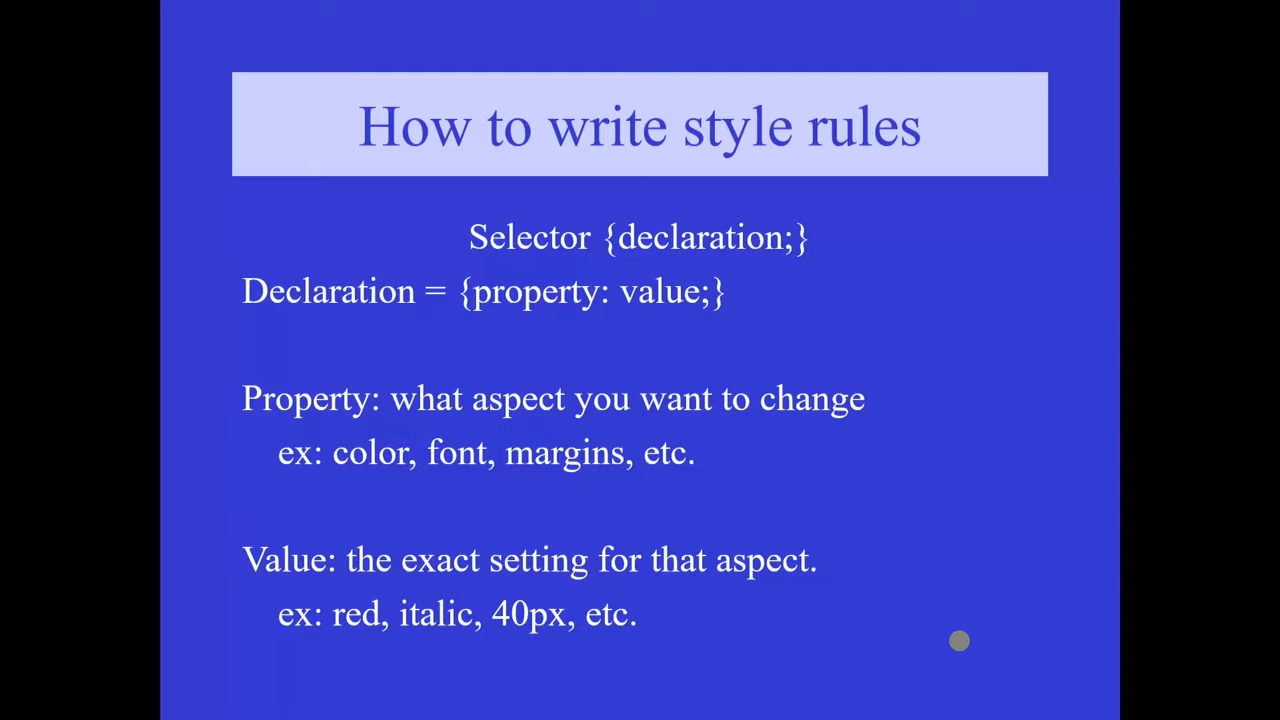 How to write style rules
Selector {declaration;}
Declaration = {property: value;}
Property: what aspect you want to change
ex: color, font, margins, etc.
Value: the exact setting for that aspect.
ex: red, italic, 40px, etc.